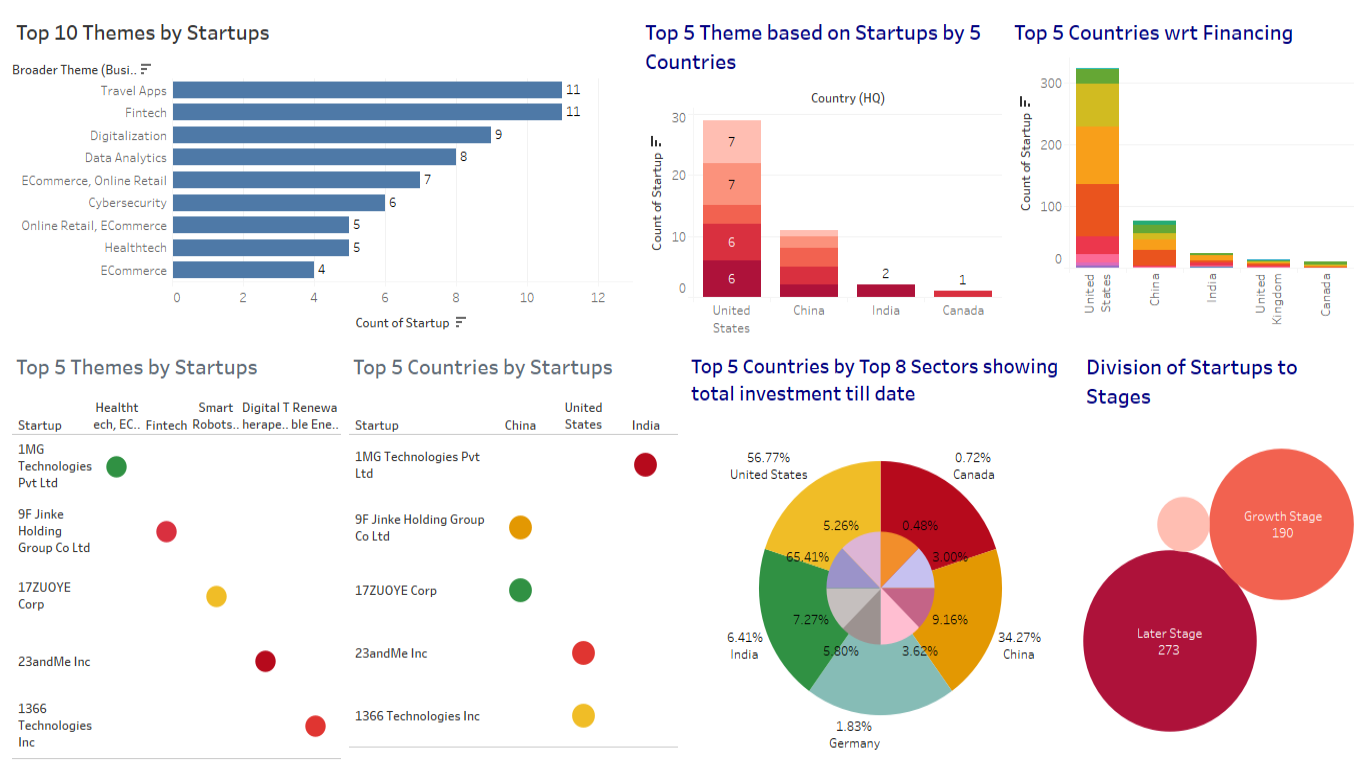 Top 10 Themes by Startups
Broader Theme (Busi..
Travel Apps
11
Fintech
11
Digitalization
9
Data Analytics
8
ECommerce, Online Retail
7
Cybersecurity
6
Online Retail, ECommerce
5
Healthtech
5
ECommerce
4
0 2 4 6 8 10 12
Count of Startup
Top 5 Theme based on Startups by 5
Countries
Country (HQ)
Count of Startup
30
20
10
0
7
7
6
6
2
1
United
States
China
India
Canada
Top 5 Countries wrt Financing
Count of Startup
300
200
100
0
United
States
China
India
United
Kingdom
Canada
Top 5 Themes by Startups
Startup
Healtht
ech, EC..
Fintech
Smart
Robots..
Digital T
herape..
Renewa
ble Ene..
1MG
Technologies
Pvt Ltd
9F Jinke
Holding
Group Co Ltd
17ZUOYE
Corp
23andMe Inc
1366
Technologies
Inc
Top 5 Countries by Startups
Startup
China
United
States
India
1MG Technologies Pvt
Ltd
9F Jinke Holding Group
Co Ltd
17ZUOYE Corp
23andMe Inc
1366 Technologies Inc
Top 5 Countries by Top 8 Sectors showing
total investment till date
56.77%
United States
0.72%
Canada
5.26%
0.48%
65.41%
3.00%
7.27%
9.16%
5.80%
3.62%
6.41%
India
34.27%
China
1.83%
Germany
Division of Startups to
Stages
Growth Stage
190
Later Stage
273